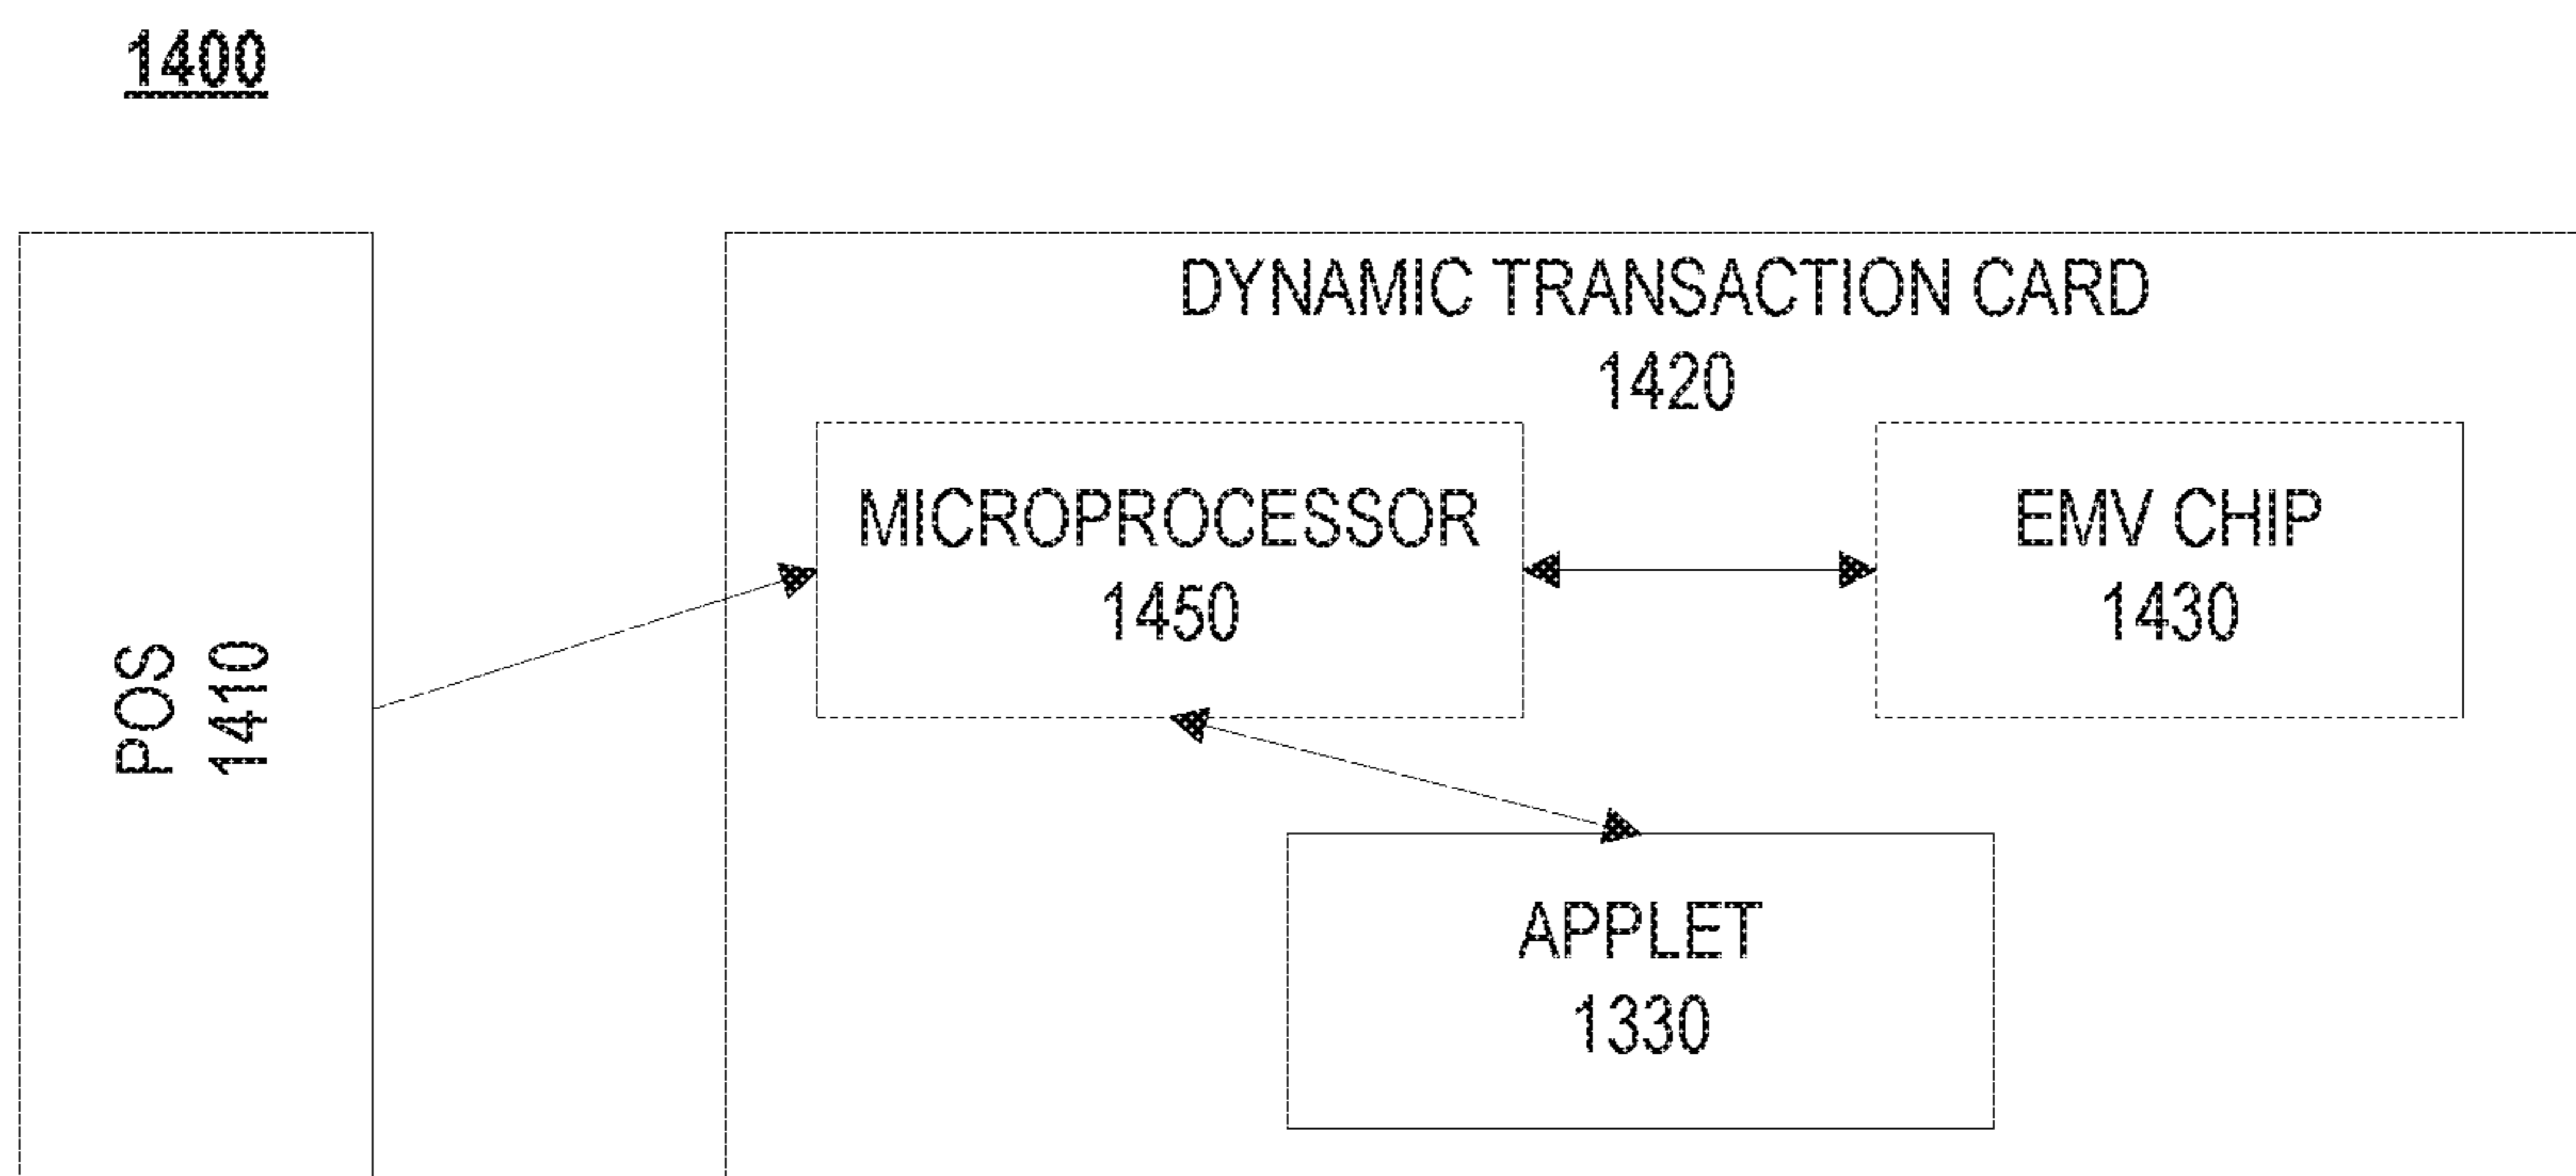 1400
DYNAMIC TRANSACTION CARD
1420
MICROPROCESSOR
1450
EMV CHIP
1430
POS
1410
APPLET
1330